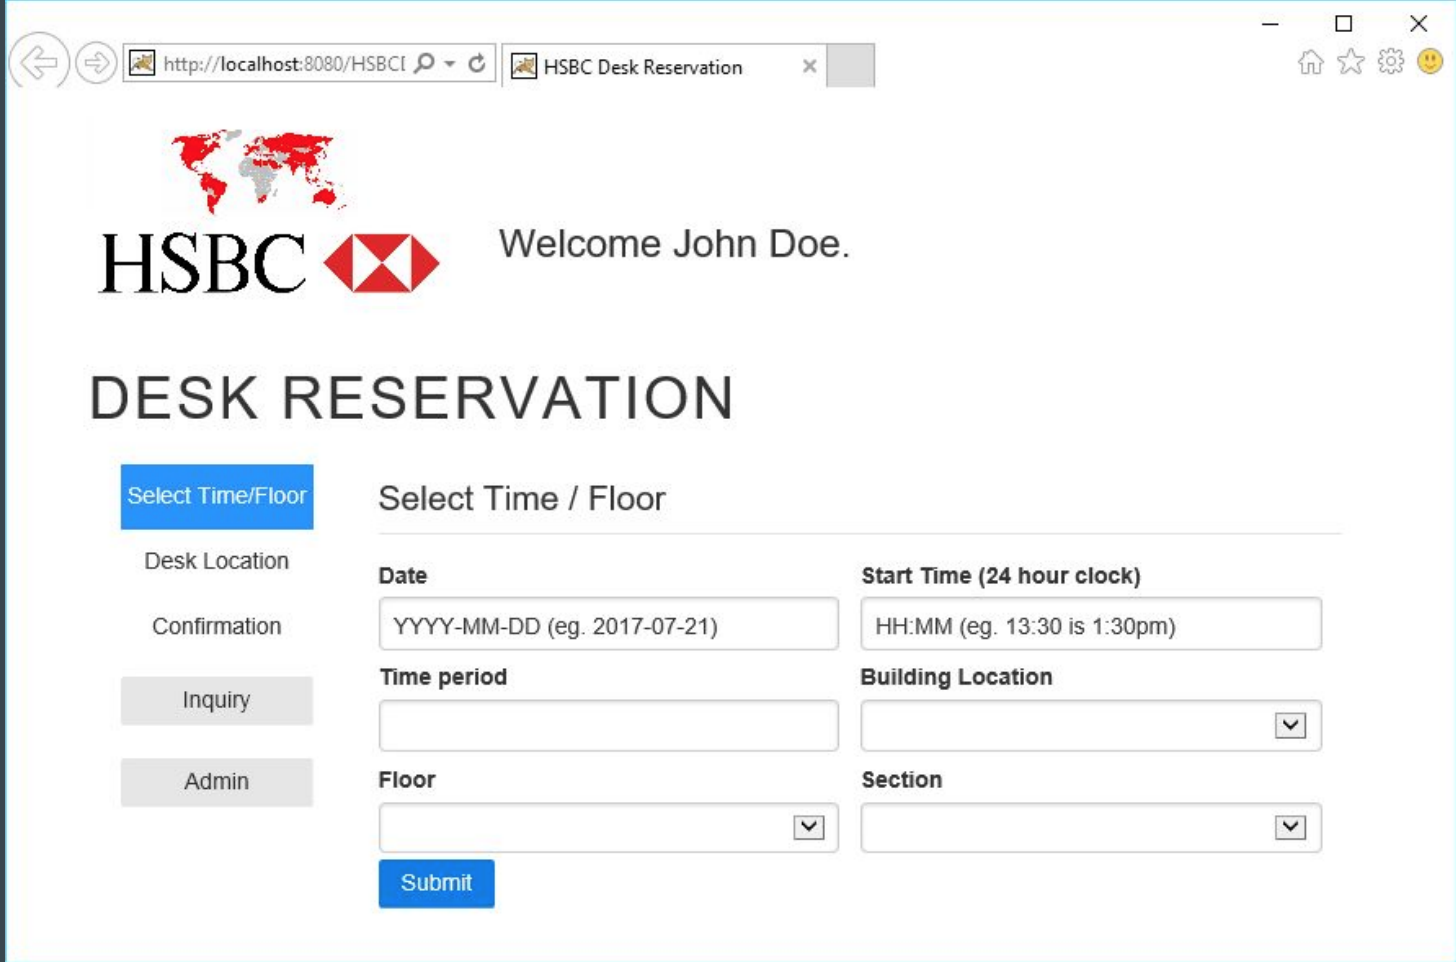 http://localhost:8080/HSBC
HSBC Desk Reservation
HSBC
Welcome John Doe.
DESK RESERVATION
Select Time/Floor
Desk Location
Confirmation
Inquiry
Admin
Select Time / Floor
Date
Start Time (24 hour clock)
YYYY-MM-DD (eg. 2017-07-21)
HH:MM (eg. 13:30 is 1:30pm)
Time period
Building Location
Floor
Section
Submit